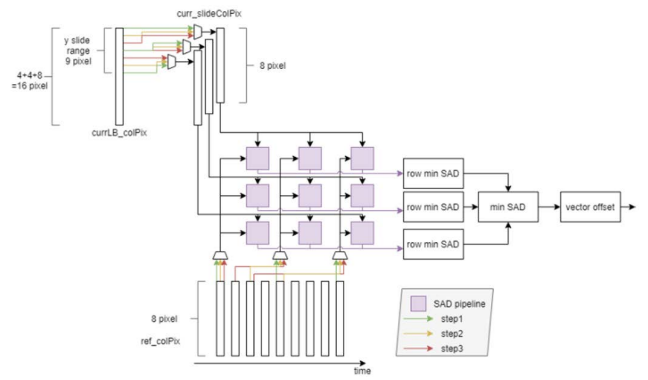 curr_slideColPix
y slide
range
9 pixel
4+4+8
=16 pixel
8 pixel
currLB_colPix
row min SAD
row min SAD
min SAD
vector offset
row min SAD
8 pixel
ref_colPix
SAD pipeline
step1
step2
step3
time